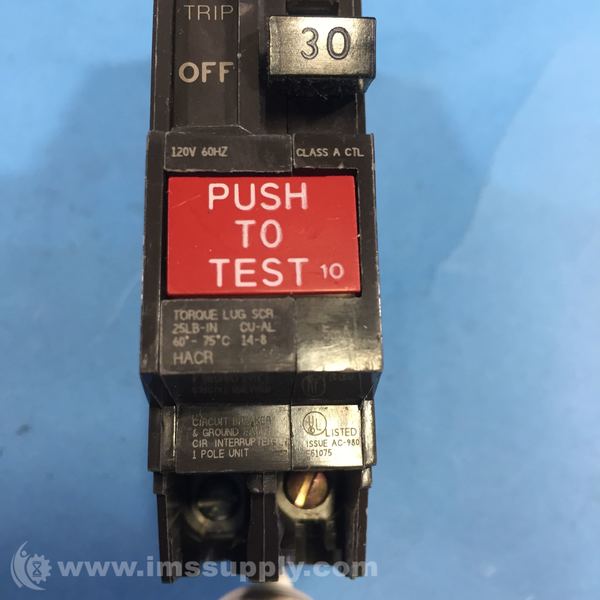 TRIP
OFF
30
120V 60HZ
CLASS A CTL
PUSH
TO
TEST 10
TORQUE LUG SCR
25LB-IN CU-AL
60°- 75°C 14-8
HACR
CIRCUIT BREAKER
& GROUND
CIR INTERRUPTER
1 POLE UNIT
UL
LISTED
ISSUE AC-980
E61075
© www.imssupply.com